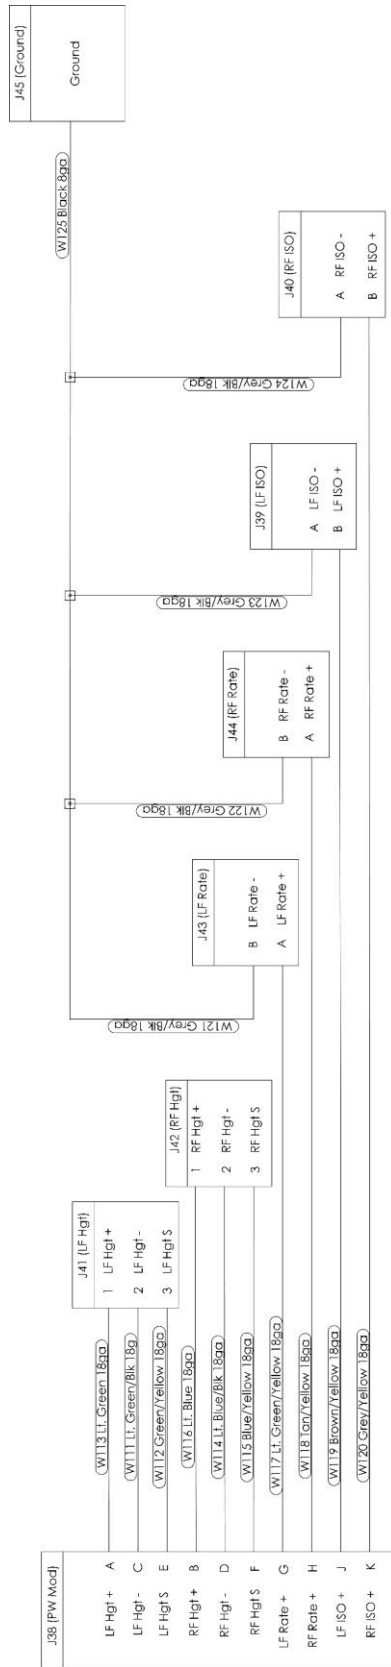 J38 (PW Mod)
LF Hgt + A
LF Hgt - C
LF Hgt S E
RF Hgt + B
RF Hgt - D
RF Hgt S F
LF Rate + G
RF Rate + H
LF ISO + J
RF ISO + K
W113 Lt. Green 18ga
W111 Lt. Green/Blk 18g
W112 Green/Yellow 18ga
W116 Lt. Blue 18ga
W114 Lt. Blue/Blk 18ga
W115 Blue/Yellow 18ga
W117 Lt. Green/Yellow 18ga
W118 Tan/Yellow 18ga
W119 Brown/Yellow 18ga
W120 Grey/Yellow 18ga
J41 (LF Hgt)
1 LF Hgt +
2 LF Hgt -
3 LF Hgt S
J42 (RF Hgt)
1 RF Hgt +
2 RF Hgt -
3 RF Hgt S
W121 Grey/Blk 18ga
J43 (LF Rate)
B LF Rate -
A LF Rate +
W122 Grey/Blk 18ga
J44 (RF Rate)
B RF Rate -
A RF Rate +
W123 Grey/Blk 18ga
J39 (LF ISO)
A LF ISO -
B LF ISO +
W124 Grey/Blk 18ga
J40 (RF ISO)
A RF ISO -
B RF ISO +
W125 Black 8ga
J45 (Ground)
Ground